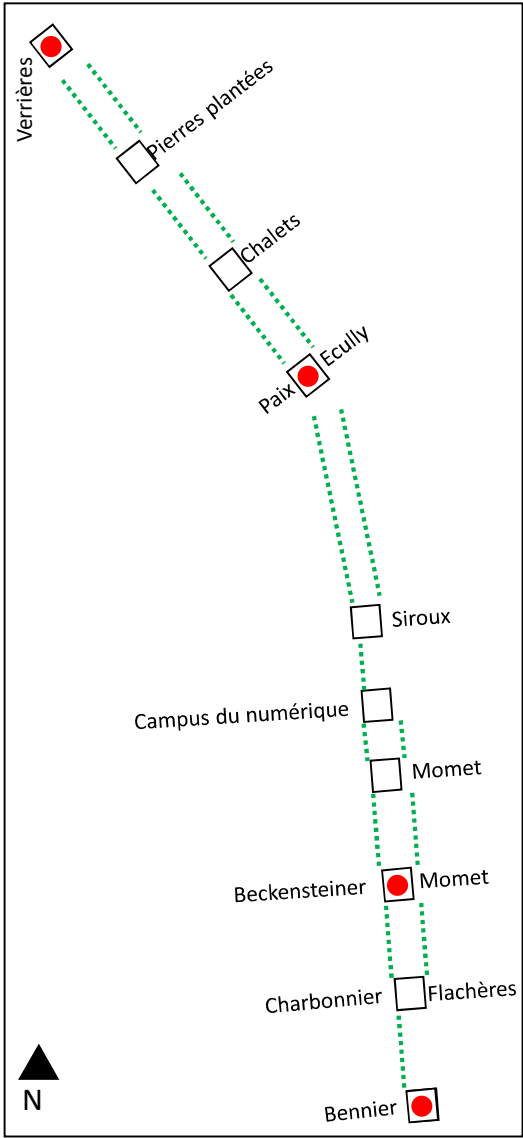 Verrières
Pierres plantées
Chalets
Ecully
Paix
Siroux
Campus du numérique
Momet
Beckensteiner
Momet
Charbonnier
Flachères
N
Bennier